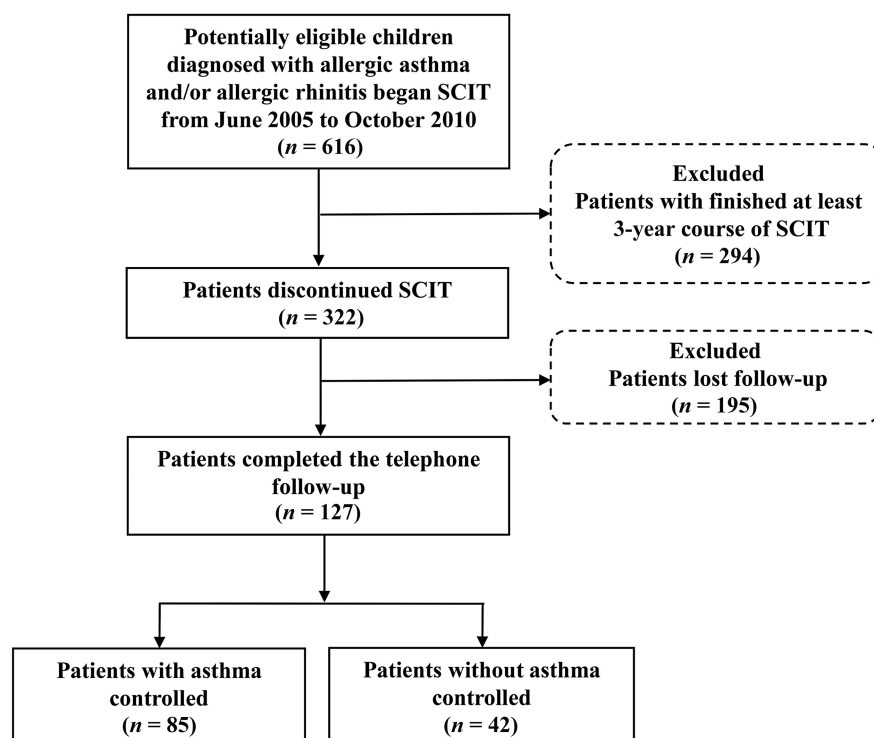 Potentially eligible children
diagnosed with allergic asthma
and/or allergic rhinitis began SCIT
from June 2005 to October 2010
(n = 616)
Excluded
Patients with finished at least
3-year course of SCIT
(n = 294)
Patients discontinued SCIT
(n = 322)
Excluded
Patients lost follow-up
(n = 195)
Patients completed the telephone
follow-up
(n = 127)
Patients with asthma
controlled
(n = 85)
Patients without asthma
controlled
(n = 42)